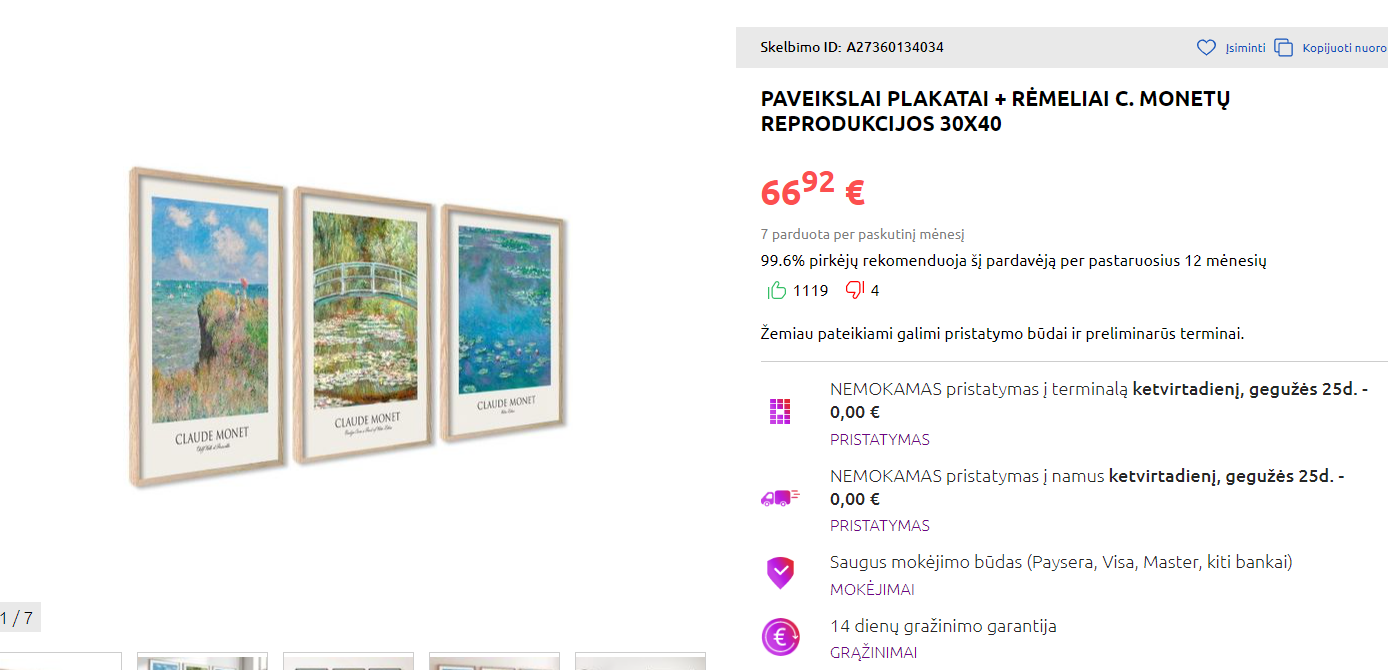 Skelbimo ID: A27360134034
Įsiminti
Kopijuoti nuoro
PAVEIKSLAI PLAKATAI + RĖMELIAI C. MONETŲ
REPRODUKCIJOS 30X40
66 92 €
7 parduota per paskutinį mėnesį
99.6% pirkėjų rekomenduoja šį pardavėją per pastaruosius 12 mėnesių
1119
4
Žemiau pateikiami galimi pristatymo būdai ir preliminarūs terminai.
NEMOKAMAS pristatymas į terminalą ketvirtadienį, gegužės 25d. -
0,00 €
PRISTATYMAS
NEMOKAMAS pristatymas į namus ketvirtadienį, gegužės 25d. -
0,00 €
PRISTATYMAS
Saugus mokėjimo būdas (Paysera, Visa, Master, kiti bankai)
MOKĖJIMAI
14 dienų gražinimo garantija
GRĄŽINIMAI
CLAUDE MONET
CLAUDE MONET
CLAUDE MONET
1 / 7